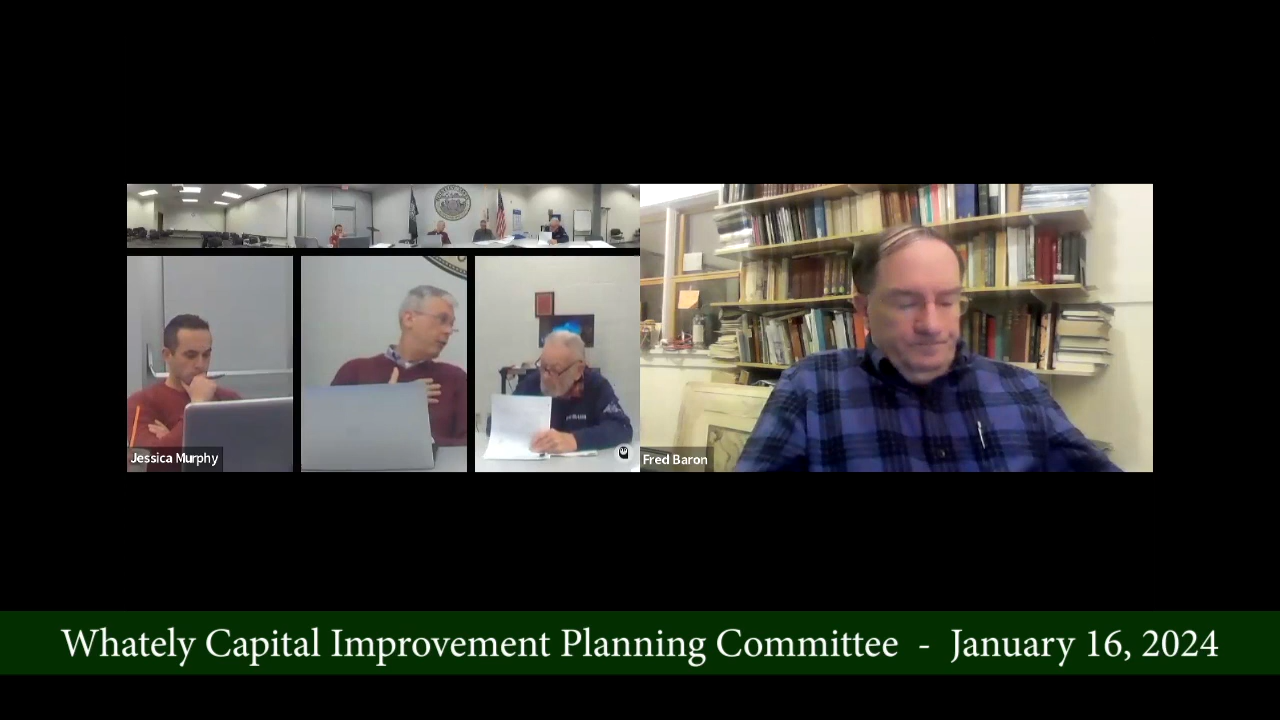 Jessica Murphy
Fred Baron
Whately Capital Improvement Planning Committee - January 16, 2024